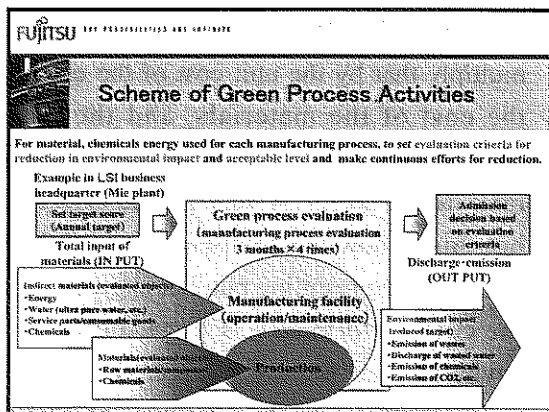 FUJITSU THE POSSIBILITIES ARE INFINITE
Scheme of Green Process Activities
For material, chemicals energy used for each manufacturing process, to set evaluation criteria for
reduction in environmental impact and acceptable level and make continuous efforts for reduction.
Example in LSI business
headquarter (Mie plant)
Set target score
(Annual target)
Total input of
materials (IN PUT)
Green process evaluation
(manufacturing process evaluation
3 months ×4 times)
Admission
decision based
on evaluation
criteria
Discharge emission
(OUT PUT)
Indirect materials (evaluated objects)
•Energy
•Water (ultra pure water, etc.)
•Service parts/consumable goods
•Chemicals
Manufacturing facility
(operation/maintenance)
Materials(evaluated
•Raw materials/
•Chemicals
Production
Environmental impact
(reduced target)
•Emission of wastes
•Discharge of wasted water
•Emission of chemicals
•Emission of CO2, etc.